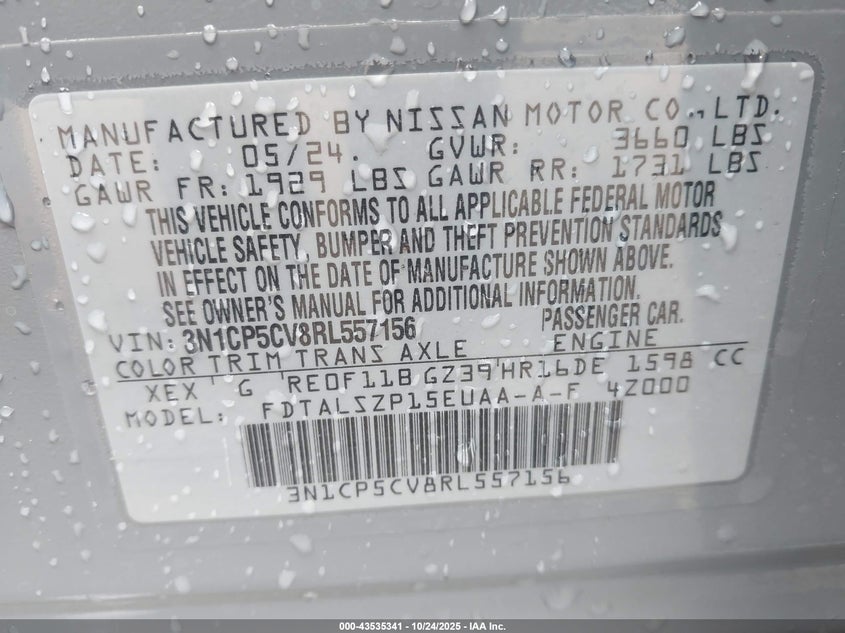 MANUFACTURED BY NISSAN MOTOR CO., LTD.
DATE: 05/24. GVWR: 3660 LBS
GAWR FR: 1929 LBS GAWR RR: 1731 LBS
THIS VEHICLE CONFORMS TO ALL APPLICABLE FEDERAL MOTOR
VEHICLE SAFETY, BUMPER AND THEFT PREVENTION STANDARDS
IN EFFECT ON THE DATE OF MANUFACTURE SHOWN ABOVE.
SEE OWNER'S MANUAL FOR ADDITIONAL INFORMATION.
VIN: 3N1CP5CV8RL557156 PASSENGER CAR.
COLOR TRIM TRANS AXLE ENGINE
XEX G RE0F11B GZ39 HR16DE 1598 CC
MODEL: FDTALSZP15EUAA-A-F 4Z000
3N1CP5CV8RL557156
000-43535341 | 10/24/2025 - IAA Inc.